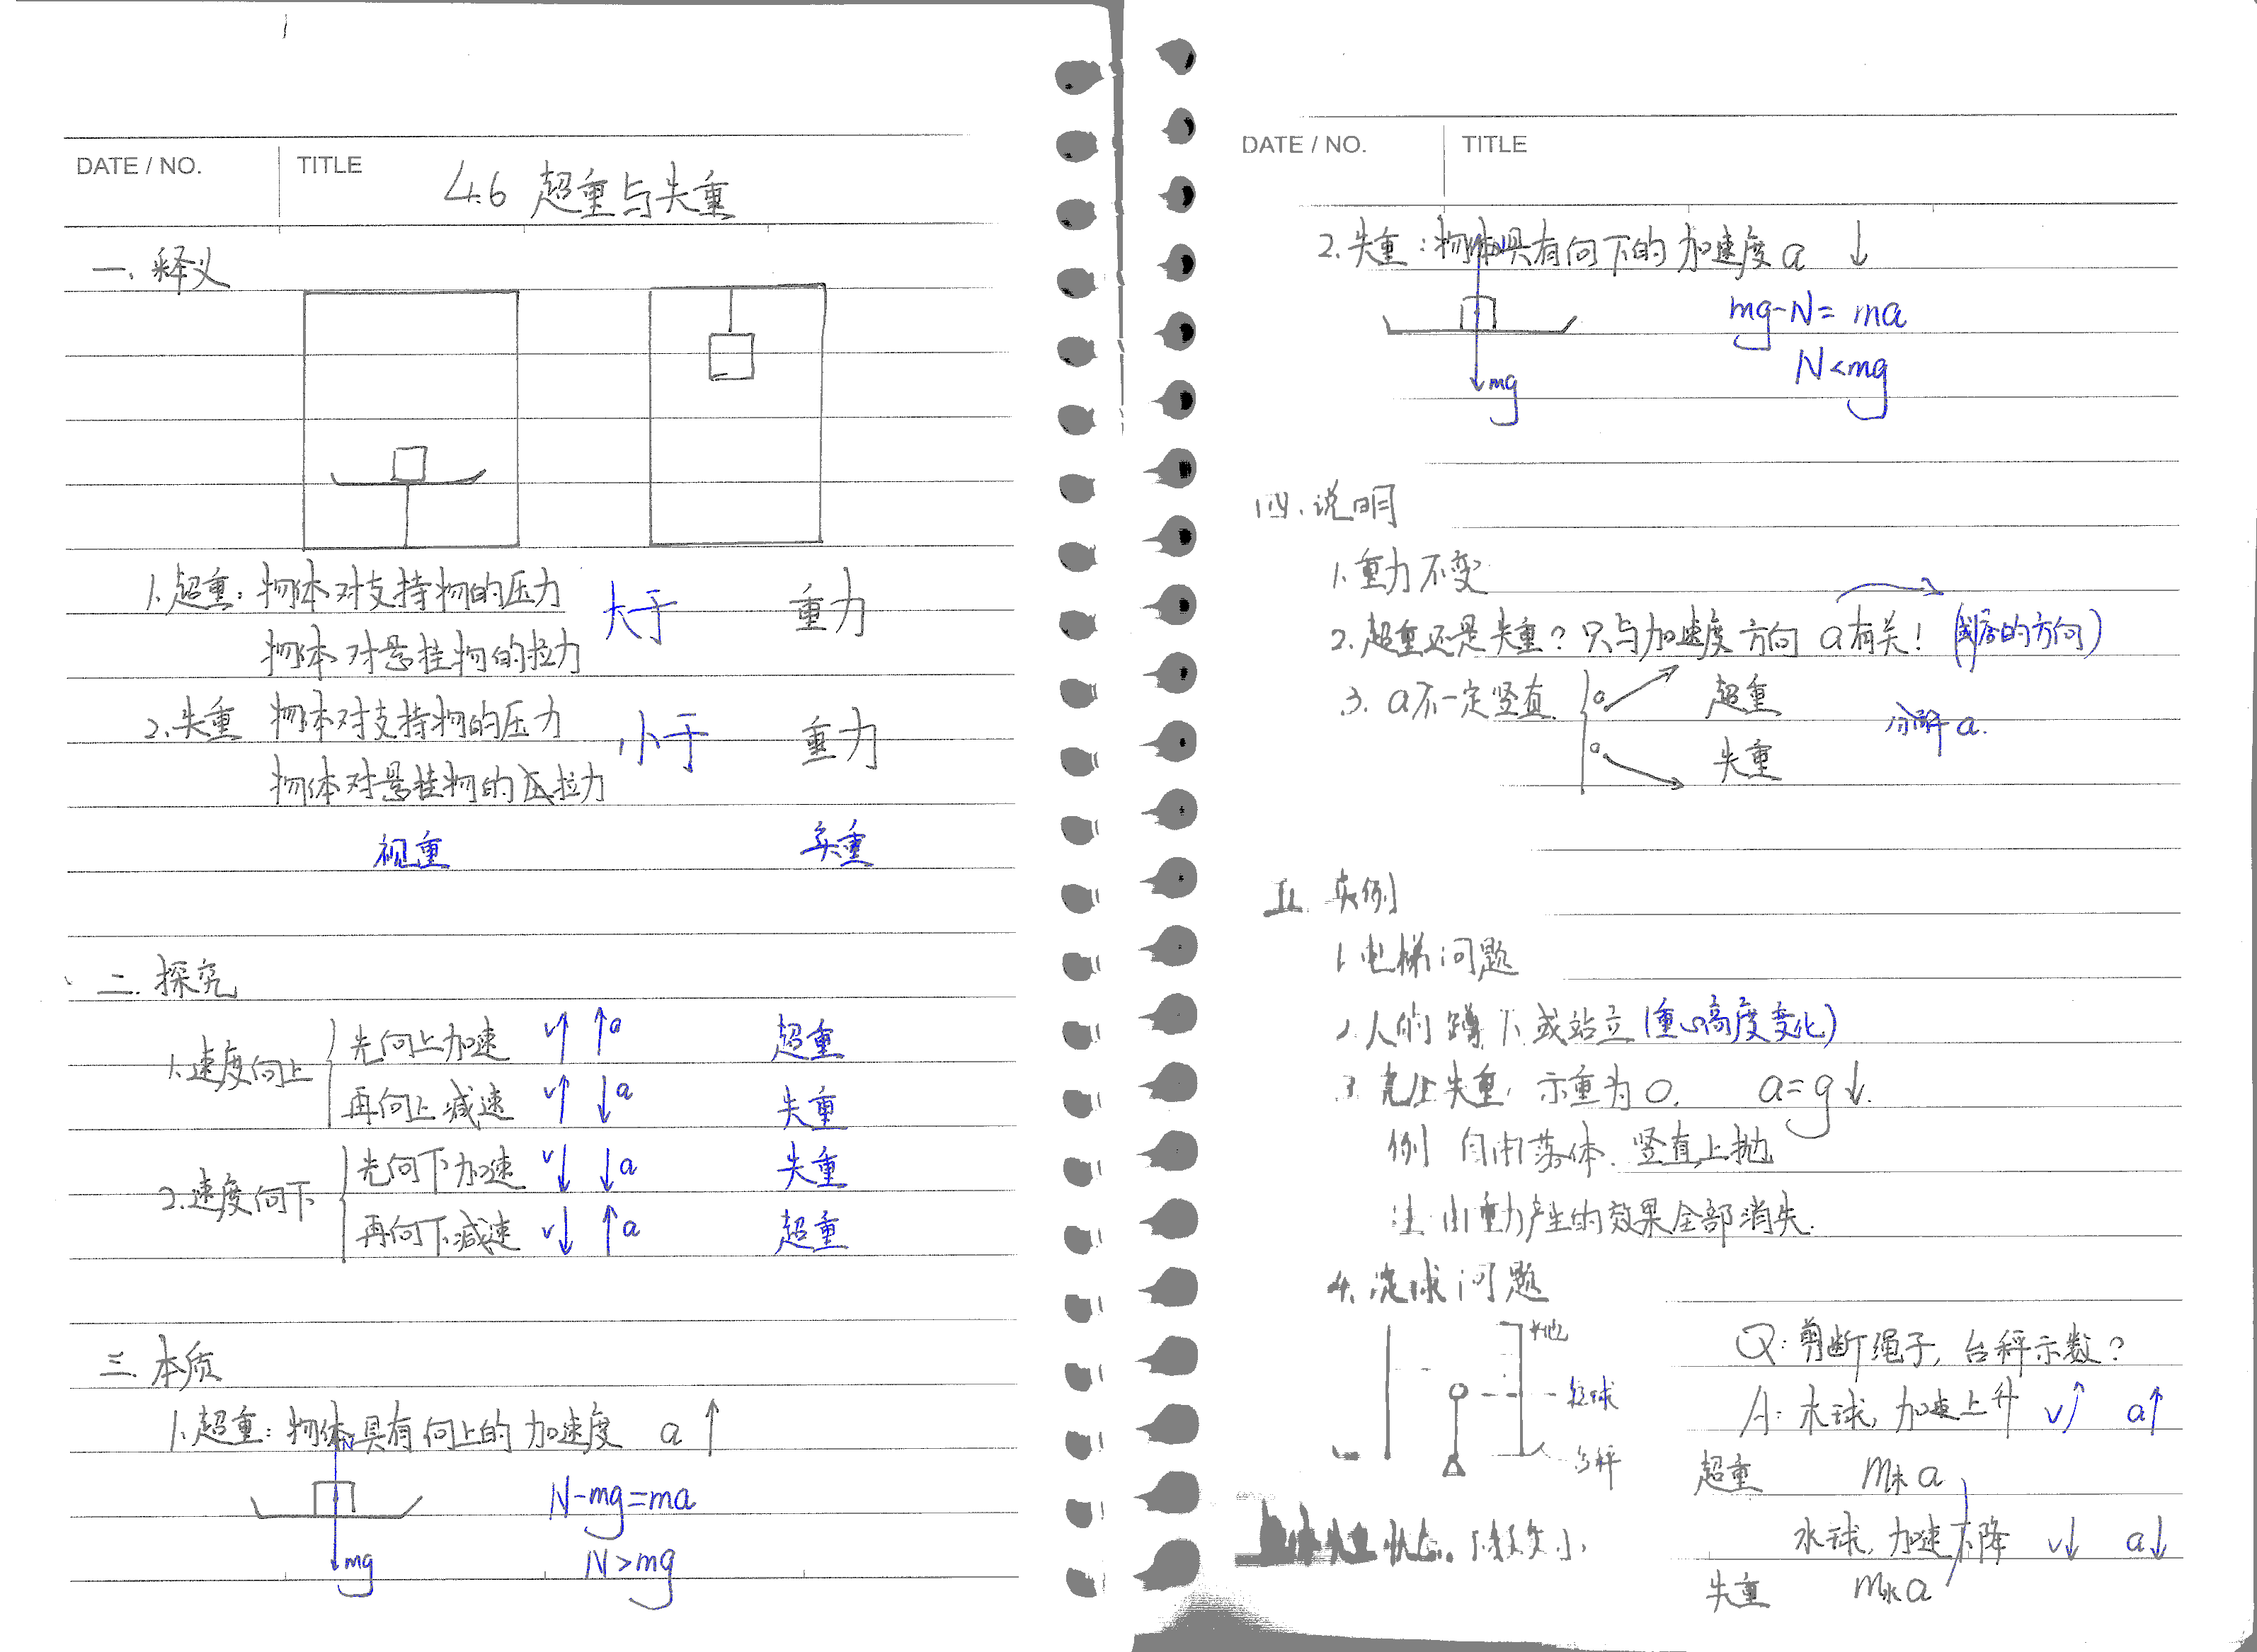 DATE / NO. TITLE 4.6 超重与失重
一. 释义
1. 超重: 物体对支持物的压力 大于 重力
物体对悬挂物的拉力
2. 失重 物体对支持物的压力 小于 重力
物体对悬挂物的拉力
视重 实重
二. 探究
1. 速度向上 先向上加速 v↑ ↑a 超重
再向上减速 v↑ ↓a 失重
2. 速度向下 先向下加速 v↓ ↓a 失重
再向下减速 v↓ ↑a 超重
三. 本质
1. 超重: 物体具有向上的加速度 a ↑
N
N-mg=ma
mg N>mg
DATE / NO. TITLE
2. 失重: 物体具有向下的加速度 a ↓
N
mg-N=ma
mg N<mg
四. 说明
1. 重力不变
2. 超重还是失重? 只与加速度方向 a有关! 的方向)
3. a不一定竖直 a 超重
分解 a.
a 失重
五. 实例
1. 电梯问题
2. 人的蹲下或站立(重心高度变化)
3. 完全失重, 示重为0. a=g↓.
例 自由落体. 竖直上抛
注 由重力产生的效果全部消失.
4. 问题
木球
台秤
Q: 剪断绳子, 台秤示数?
A: 木球, 加速上升 v↑ a↑
超重 m木a
水球, 加速下降 v↓ a↓
失重 m水a